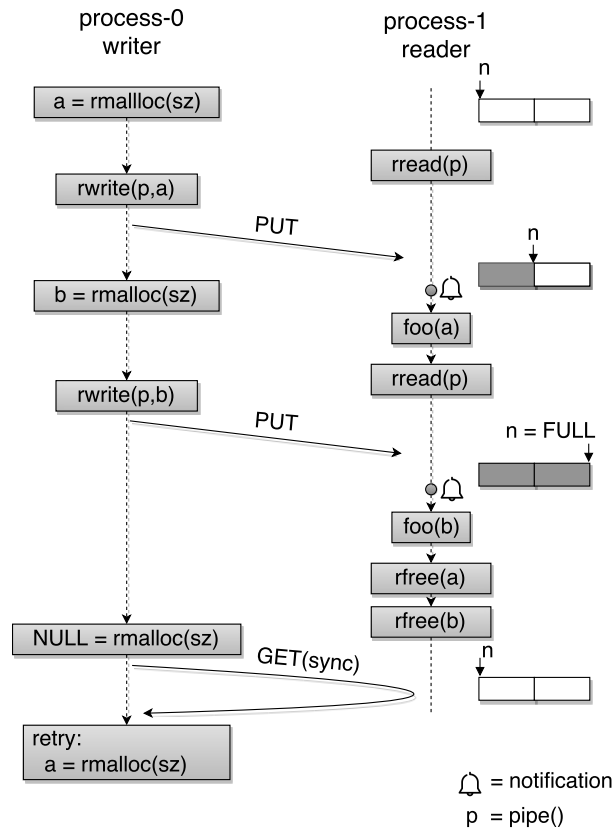 process-0
writer
process-1
reader
n
a = rmallloc(sz)
rread(p)
rwrite(p,a)
PUT
n
b = rmalloc(sz)
foo(a)
rread(p)
rwrite(p,b)
PUT
n = FULL
foo(b)
rfree(a)
rfree(b)
NULL = rmalloc(sz)
GET(sync)
n
retry:
a = rmalloc(sz)
= notification
p = pipe()